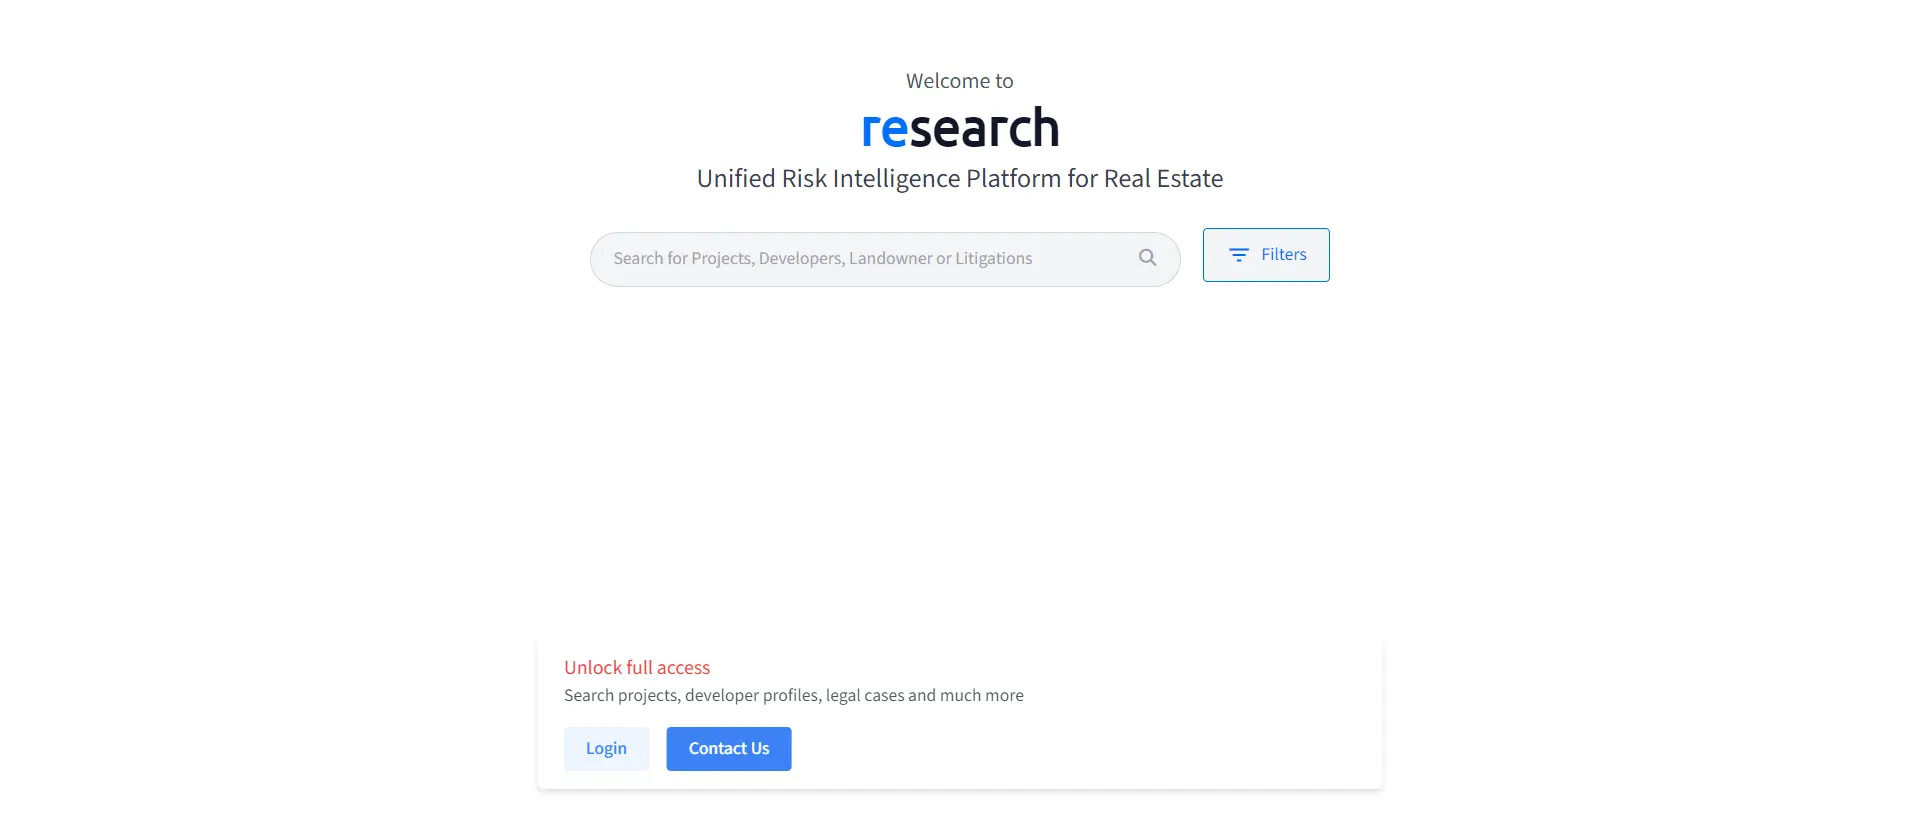 Welcome to
research
Unified Risk Intelligence Platform for Real Estate
Search for Projects, Developers, Landowner or Litigations
Filters
Unlock full access
Search projects, developer profiles, legal cases and much more
Login
Contact Us